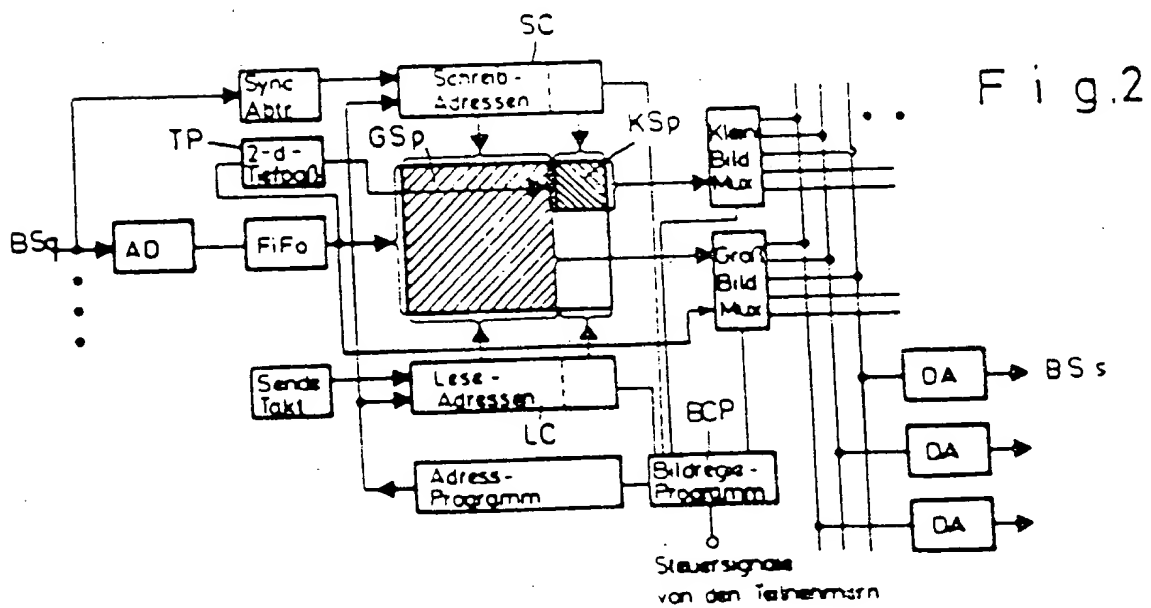 SC
Fig.2
Sync
Abtr
Schreib-
Adressen
TP
2-d-
Tiefpaß
GSp
KSp
Klein
Bild
Mux
BSq
AD
FiFo
Groß
Bild
Mux
Sende
Takt
Lese-
Adressen
LC
BCP
DA
BSs
Adress-
Programm
Bildregie-
Programm
DA
DA
Steuersignale
von den Teilnehmern